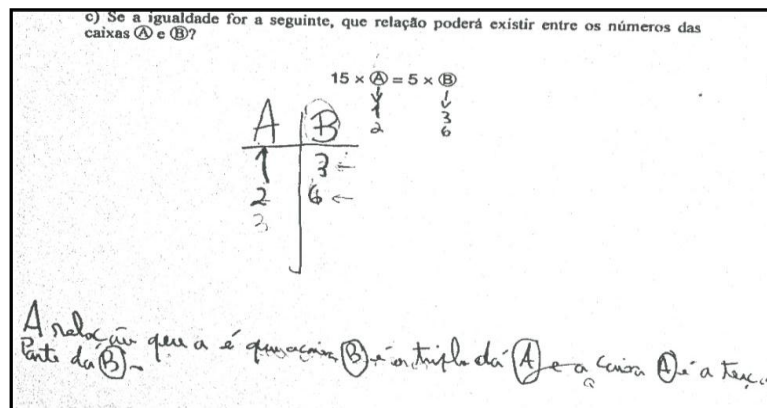 c) Se a igualdade for a seguinte, que relação poderá existir entre os números das
caixas Ⓐ e Ⓑ?
15 × Ⓐ = 5 × Ⓑ
1 3
2 6
A B
1 3 ←
2 6 ←
3
A relação que a é que a caixa Ⓑ é o triplo da Ⓐ e a caixa Ⓐ é a terç.
Parte da Ⓑ.